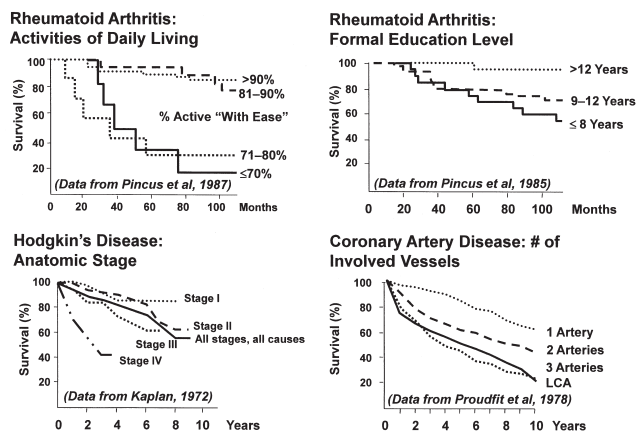 Rheumatoid Arthritis:
Activities of Daily Living
Survival (%)
100
80
60
40
20
>90%
81–90%
% Active "With Ease"
71–80%
≤70%
(Data from Pincus et al, 1987)
0 20 40 60 80 100 Months
Rheumatoid Arthritis:
Formal Education Level
Survival (%)
100
80
60
40
20
>12 Years
9–12 Years
≤ 8 Years
(Data from Pincus et al, 1985)
0 20 40 60 80 100 Months
Hodgkin's Disease:
Anatomic Stage
Survival (%)
100
80
60
40
20
Stage I
Stage II
All stages, all causes
Stage III
Stage IV
(Data from Kaplan, 1972)
0 2 4 6 8 10 Years
Coronary Artery Disease: # of
Involved Vessels
Survival (%)
100
80
60
40
20
1 Artery
2 Arteries
3 Arteries
LCA
(Data from Proudfit et al, 1978)
0 2 4 6 8 10 Years